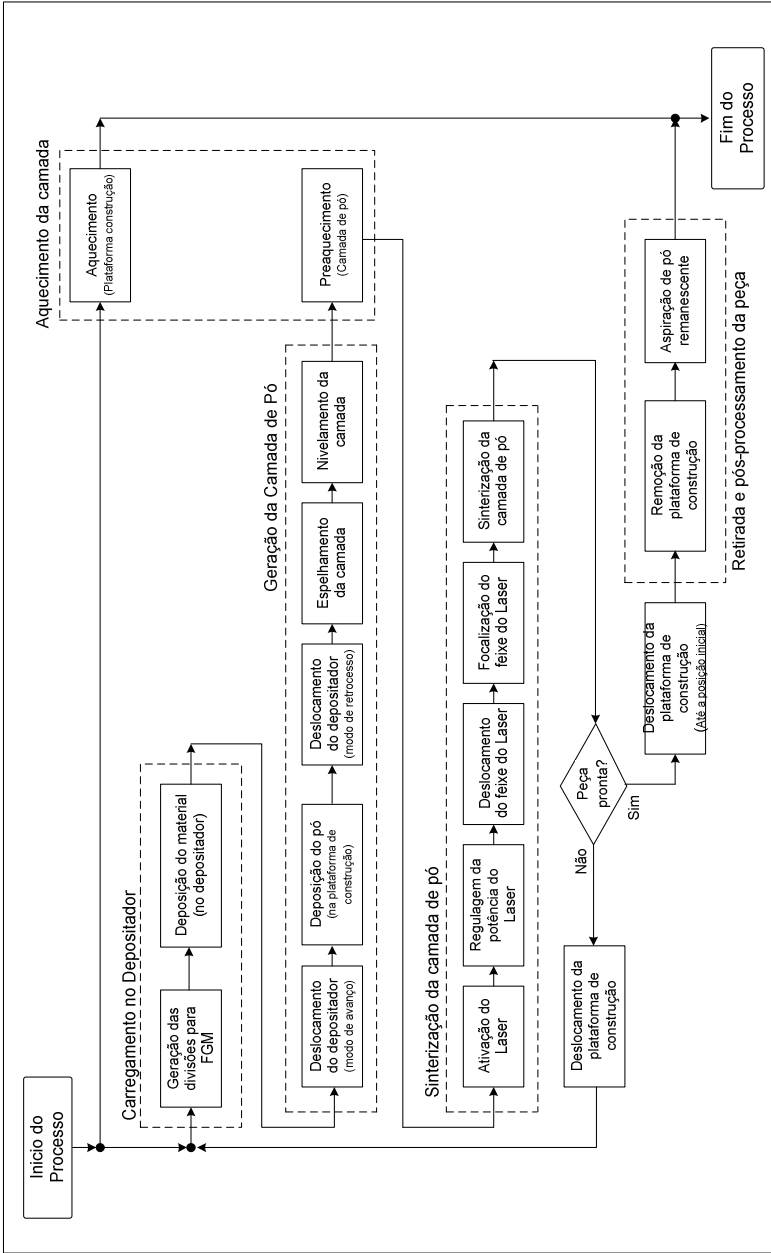 Inicio do
Processo
Aquecimento da camada
Aquecimento
(Plataforma construção)
Preaquecimento
(Camada de pó)
Carregamento no Depositador
Geração das
divisões para
FGM
Deposição do material
(no depositador)
Geração da Camada de Pó
Deslocamento
do depositador
(modo de avanço)
Deposição do pó
(na plataforma de
construção)
Deslocamento
do depositador
(modo de retrocesso)
Espelhamento
da camada
Nivelamento da
camada
Sinterização da camada de pó
Ativação do
Laser
Regulagem da
potência do
Laser
Deslocamento
do feixe do Laser
Focalização do
feixe do Laser
Sinterização da
camada de pó
Peça
pronta?
Não
Sim
Deslocamento da
plataforma de
construção
Deslocamento da
plataforma de
construção
(Até a posição inicial)
Remoção da
plataforma de
construção
Aspiração de pó
remanescente
Retirada e pós-processamento da peça
Fim do
Processo